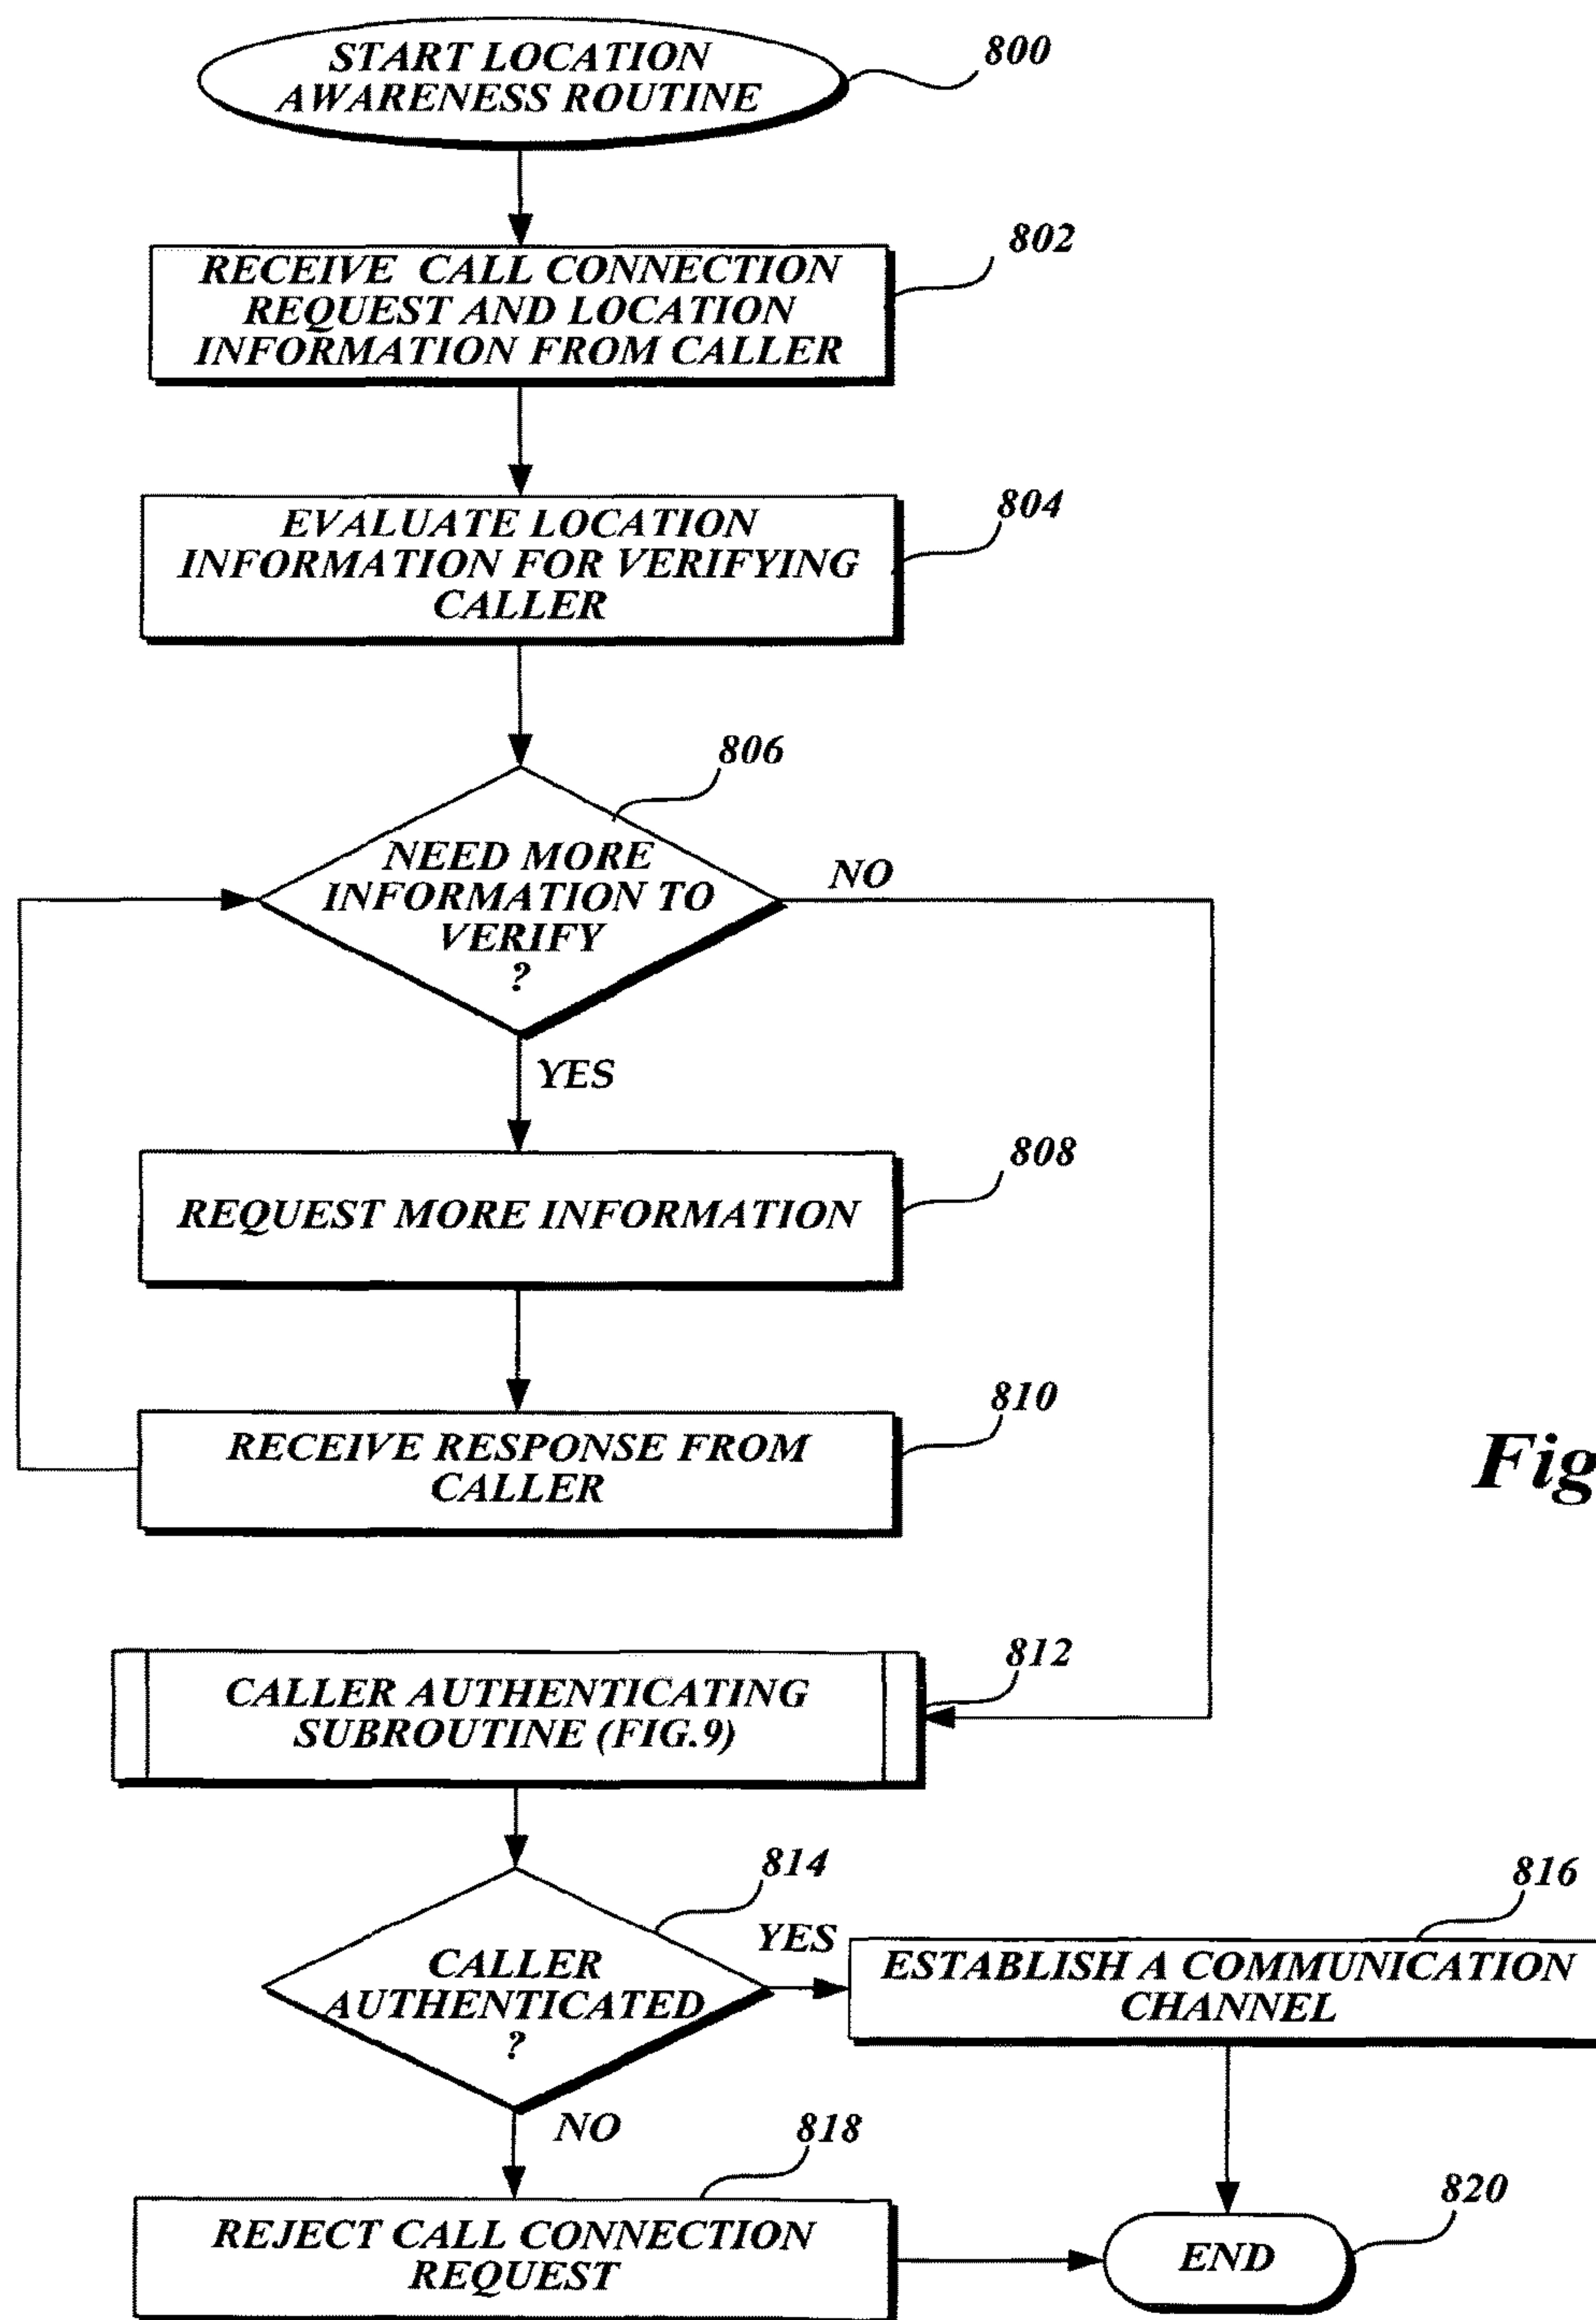 START LOCATION
AWARENESS ROUTINE
800
RECEIVE CALL CONNECTION
REQUEST AND LOCATION
INFORMATION FROM CALLER
802
EVALUATE LOCATION
INFORMATION FOR VERIFYING
CALLER
804
806
NEED MORE
INFORMATION TO
VERIFY
?
NO
YES
808
REQUEST MORE INFORMATION
810
RECEIVE RESPONSE FROM
CALLER
Fig
812
CALLER AUTHENTICATING
SUBROUTINE (FIG.9)
814
CALLER
AUTHENTICATED
?
YES
816
ESTABLISH A COMMUNICATION
CHANNEL
NO
818
REJECT CALL CONNECTION
REQUEST
820
END